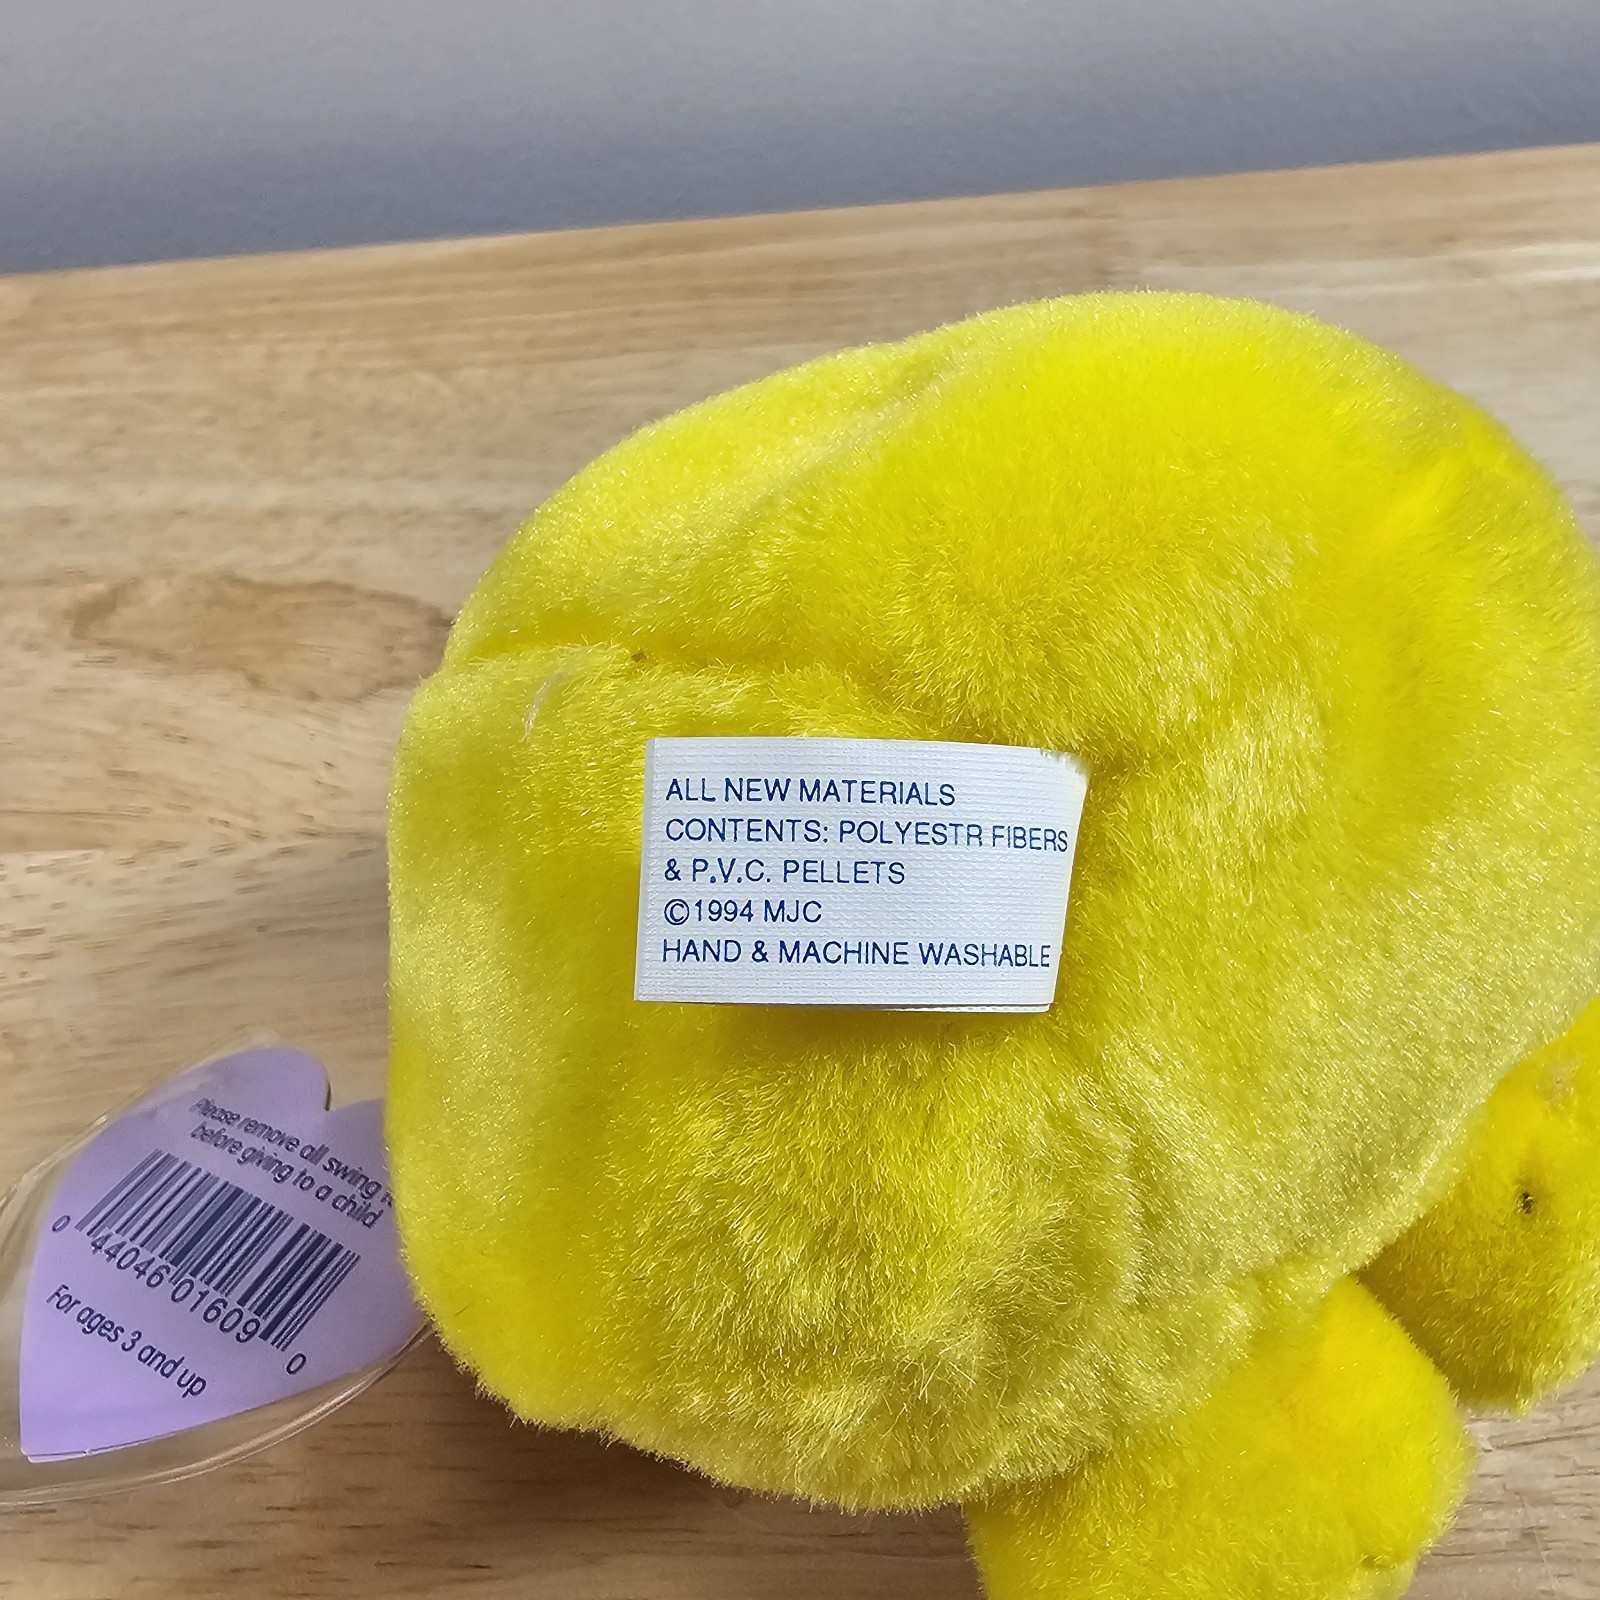 ALL NEW MATERIALS
CONTENTS: POLYESTR FIBERS
& P.V.C. PELLETS
©1994 MJC
HAND & MACHINE WASHABLE
Please remove all swing
before giving to a child
0 44046 01609 0
For ages 3 and up